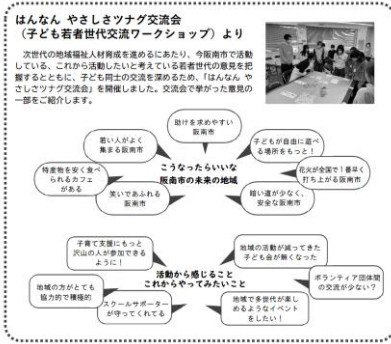 はんなん やさしさツナグ交流会
（子ども若者世代交流ワークショップ）より
次世代の地域福祉人材育成を進めるにあたり、今阪南市で活動
している、これから活動したいと考えている若者世代の意見を把
握するとともに、子ども同士の交流を深めるため、「はんなん や
さしさツナグ交流会」を開催しました。交流会で挙がった意見の
一部をご紹介します。
助けを求めやすい
阪南市
若い人がよく
集まる阪南市
子どもが自由に遊べ
る場所をもっと！
特産物を安く食べ
られるカフェ
がある
こうなったらいいな
阪南市の未来の地域
花火が全国で1番早く
打ち上がる阪南市
笑いであふれる
阪南市
暗い道が少なく、
安全な阪南市
子育て支援にもっと
沢山の人が参加できる
ように！
地域の活動が減ってきた
子ども会が無くなった
地域の方がとても
協力的で積極的
活動から感じること
これからやってみたいこと
ボランティア団体間
の交流が少ない？
スクールサポーター
が守ってくれてる
地域で多世代が楽し
めるようなイベント
をしたい！